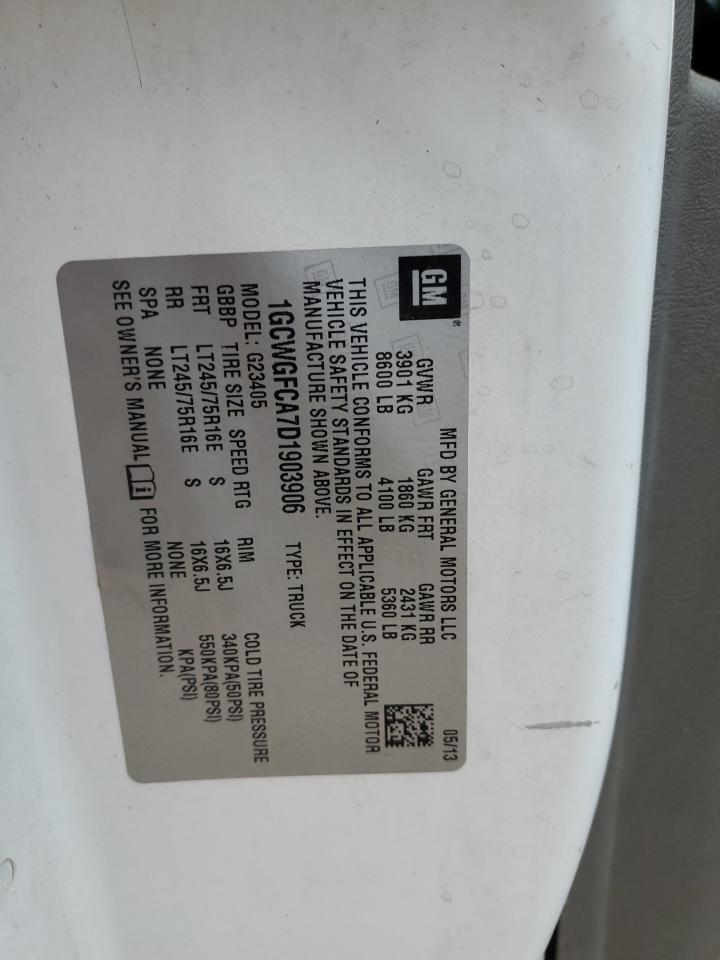 GM®
MFD BY GENERAL MOTORS LLC 05/13
GVWR GAWR FRT GAWR RR
3901 KG 1860 KG 2431 KG
8600 LB 4100 LB 5360 LB
THIS VEHICLE CONFORMS TO ALL APPLICABLE U.S. FEDERAL MOTOR
VEHICLE SAFETY STANDARDS IN EFFECT ON THE DATE OF
MANUFACTURE SHOWN ABOVE.
1GCWGFCA7D1903906 TYPE: TRUCK
MODEL: G23405
GBBP TIRE SIZE SPEED RTG RIM COLD TIRE PRESSURE
FRT LT245/75R16E S 16X6.5J 340KPA(50PSI)
RR LT245/75R16E S 16X6.5J 550KPA(80PSI)
SPA NONE NONE KPA(PSI)
SEE OWNER'S MANUAL i FOR MORE INFORMATION.